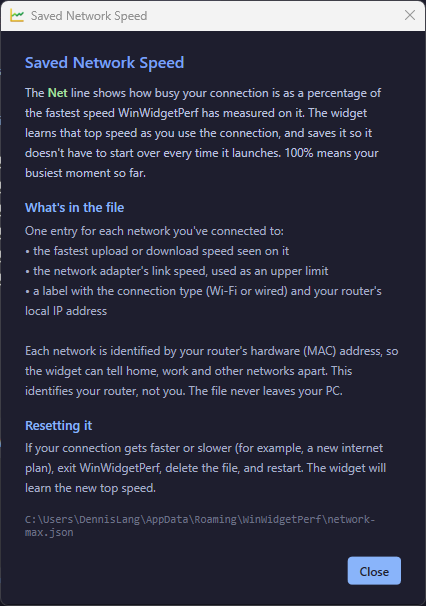 Saved Network Speed
Saved Network Speed
The Net line shows how busy your connection is as a percentage
of the fastest speed WinWidgetPerf has measured on it. The widget
learns that top speed as you use the connection, and saves it so it
doesn't have to start over every time it launches. 100% means your
busiest moment so far.
What's in the file
One entry for each network you've connected to:
• the fastest upload or download speed seen on it
• the network adapter's link speed, used as an upper limit
• a label with the connection type (Wi-Fi or wired) and your router's
local IP address
Each network is identified by your router's hardware (MAC) address, so
the widget can tell home, work and other networks apart. This
identifies your router, not you. The file never leaves your PC.
Resetting it
If your connection gets faster or slower (for example, a new internet
plan), exit WinWidgetPerf, delete the file, and restart. The widget will
learn the new top speed.
C:\Users\DennisLang\AppData\Roaming\WinWidgetPerf\network-
max.json
Close